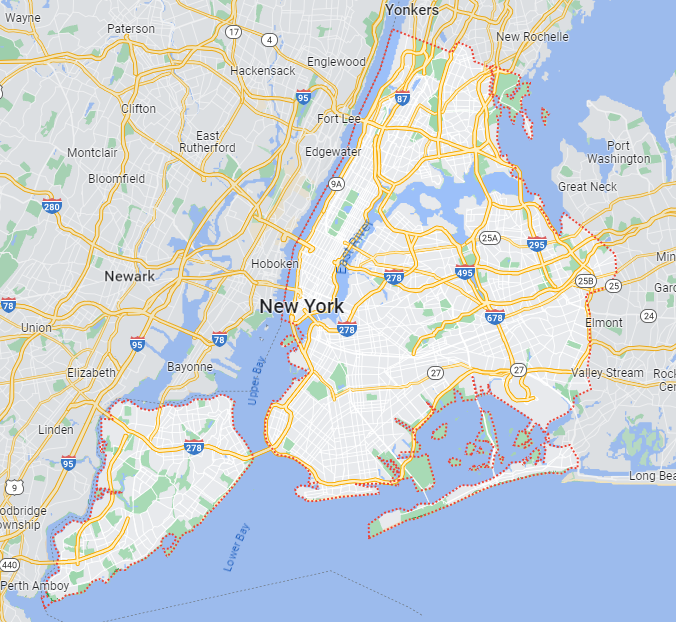 Yonkers
Wayne
Paterson
17
4
New Rochelle
Englewood
Hackensack
95
87
Clifton
Fort Lee
East
Rutherford
Edgewater
Montclair
Port
Washington
Bloomfield
9A
Great Neck
280
East River
25A
295
Hoboken
Newark
278
495
25B
25
Min
Gard
New York
78
678
24
Union
278
Elmont
95
78
Upper Bay
Bayonne
Elizabeth
27
27
Valley Stream
Rock
Cer
Linden
278
95
Long Bea
9
odbridge
ownship
Lower Bay
440
Perth Amboy